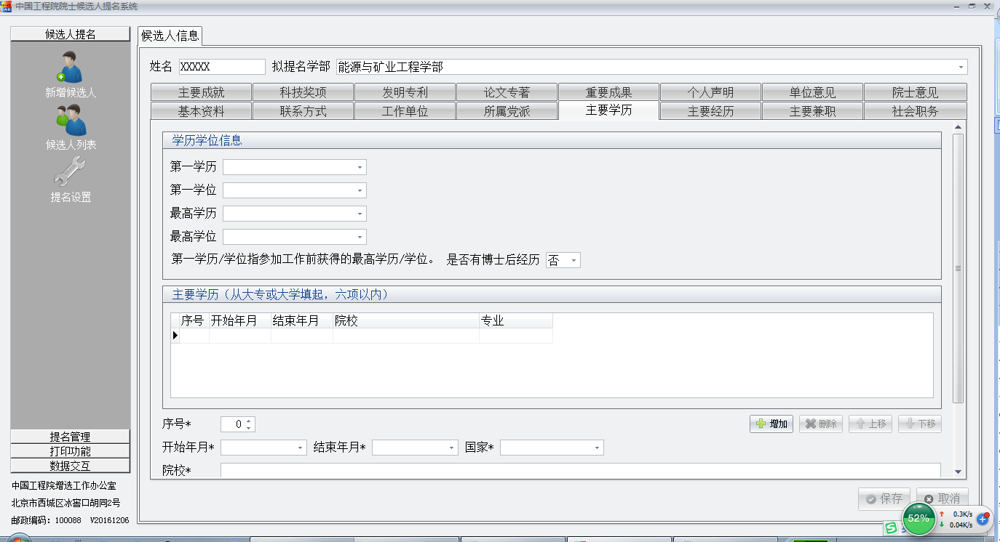 中国工程院院士候选人提名系统
候选人提名
新增候选人
候选人列表
提名设置
提名管理
打印功能
数据交互
中国工程院增选工作办公室
北京市西城区冰窖口胡同2号
邮政编码：100088 V20161206
候选人信息
姓名 XXXXX 拟提名学部 能源与矿业工程学部
主要成就 科技奖项 发明专利 论文专著 重要成果 个人声明 单位意见 院士意见
基本资料 联系方式 工作单位 所属党派 主要学历 主要经历 主要兼职 社会职务
学历学位信息
第一学历
第一学位
最高学历
最高学位
第一学历/学位指参加工作前获得的最高学历/学位。 是否有博士后经历 否
主要学历（从大专或大学填起，六项以内）
序号 开始年月 结束年月 院校 专业
序号* 0 增加 删除 上移 下移
开始年月* 结束年月* 国家*
院校*
保存 取消
52% 0.3K/s
0.04K/s